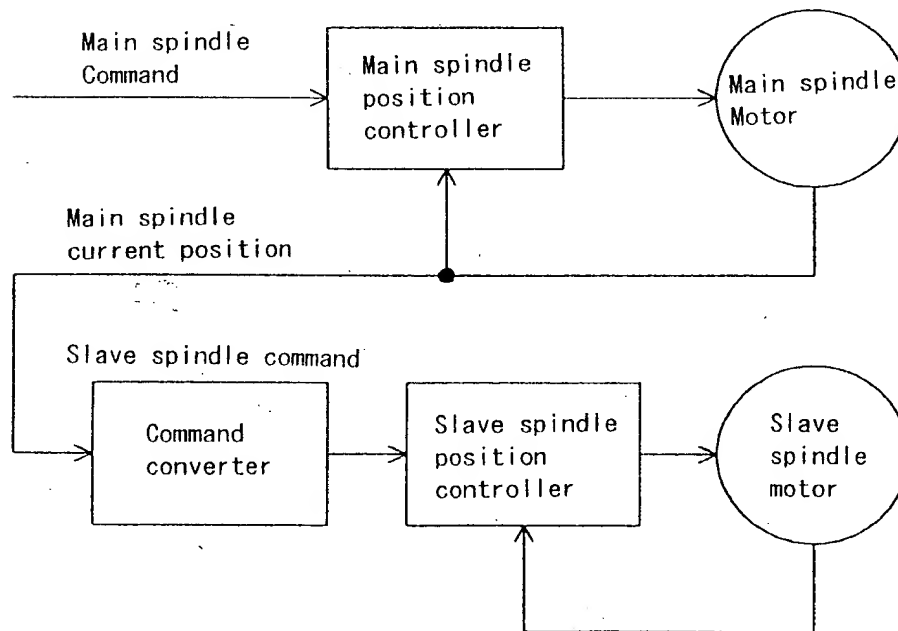 Main spindle
Command
Main spindle
position
controller
Main spindle
Motor
Main spindle
current position
Slave spindle command
Command
converter
Slave spindle
position
controller
Slave
spindle
motor